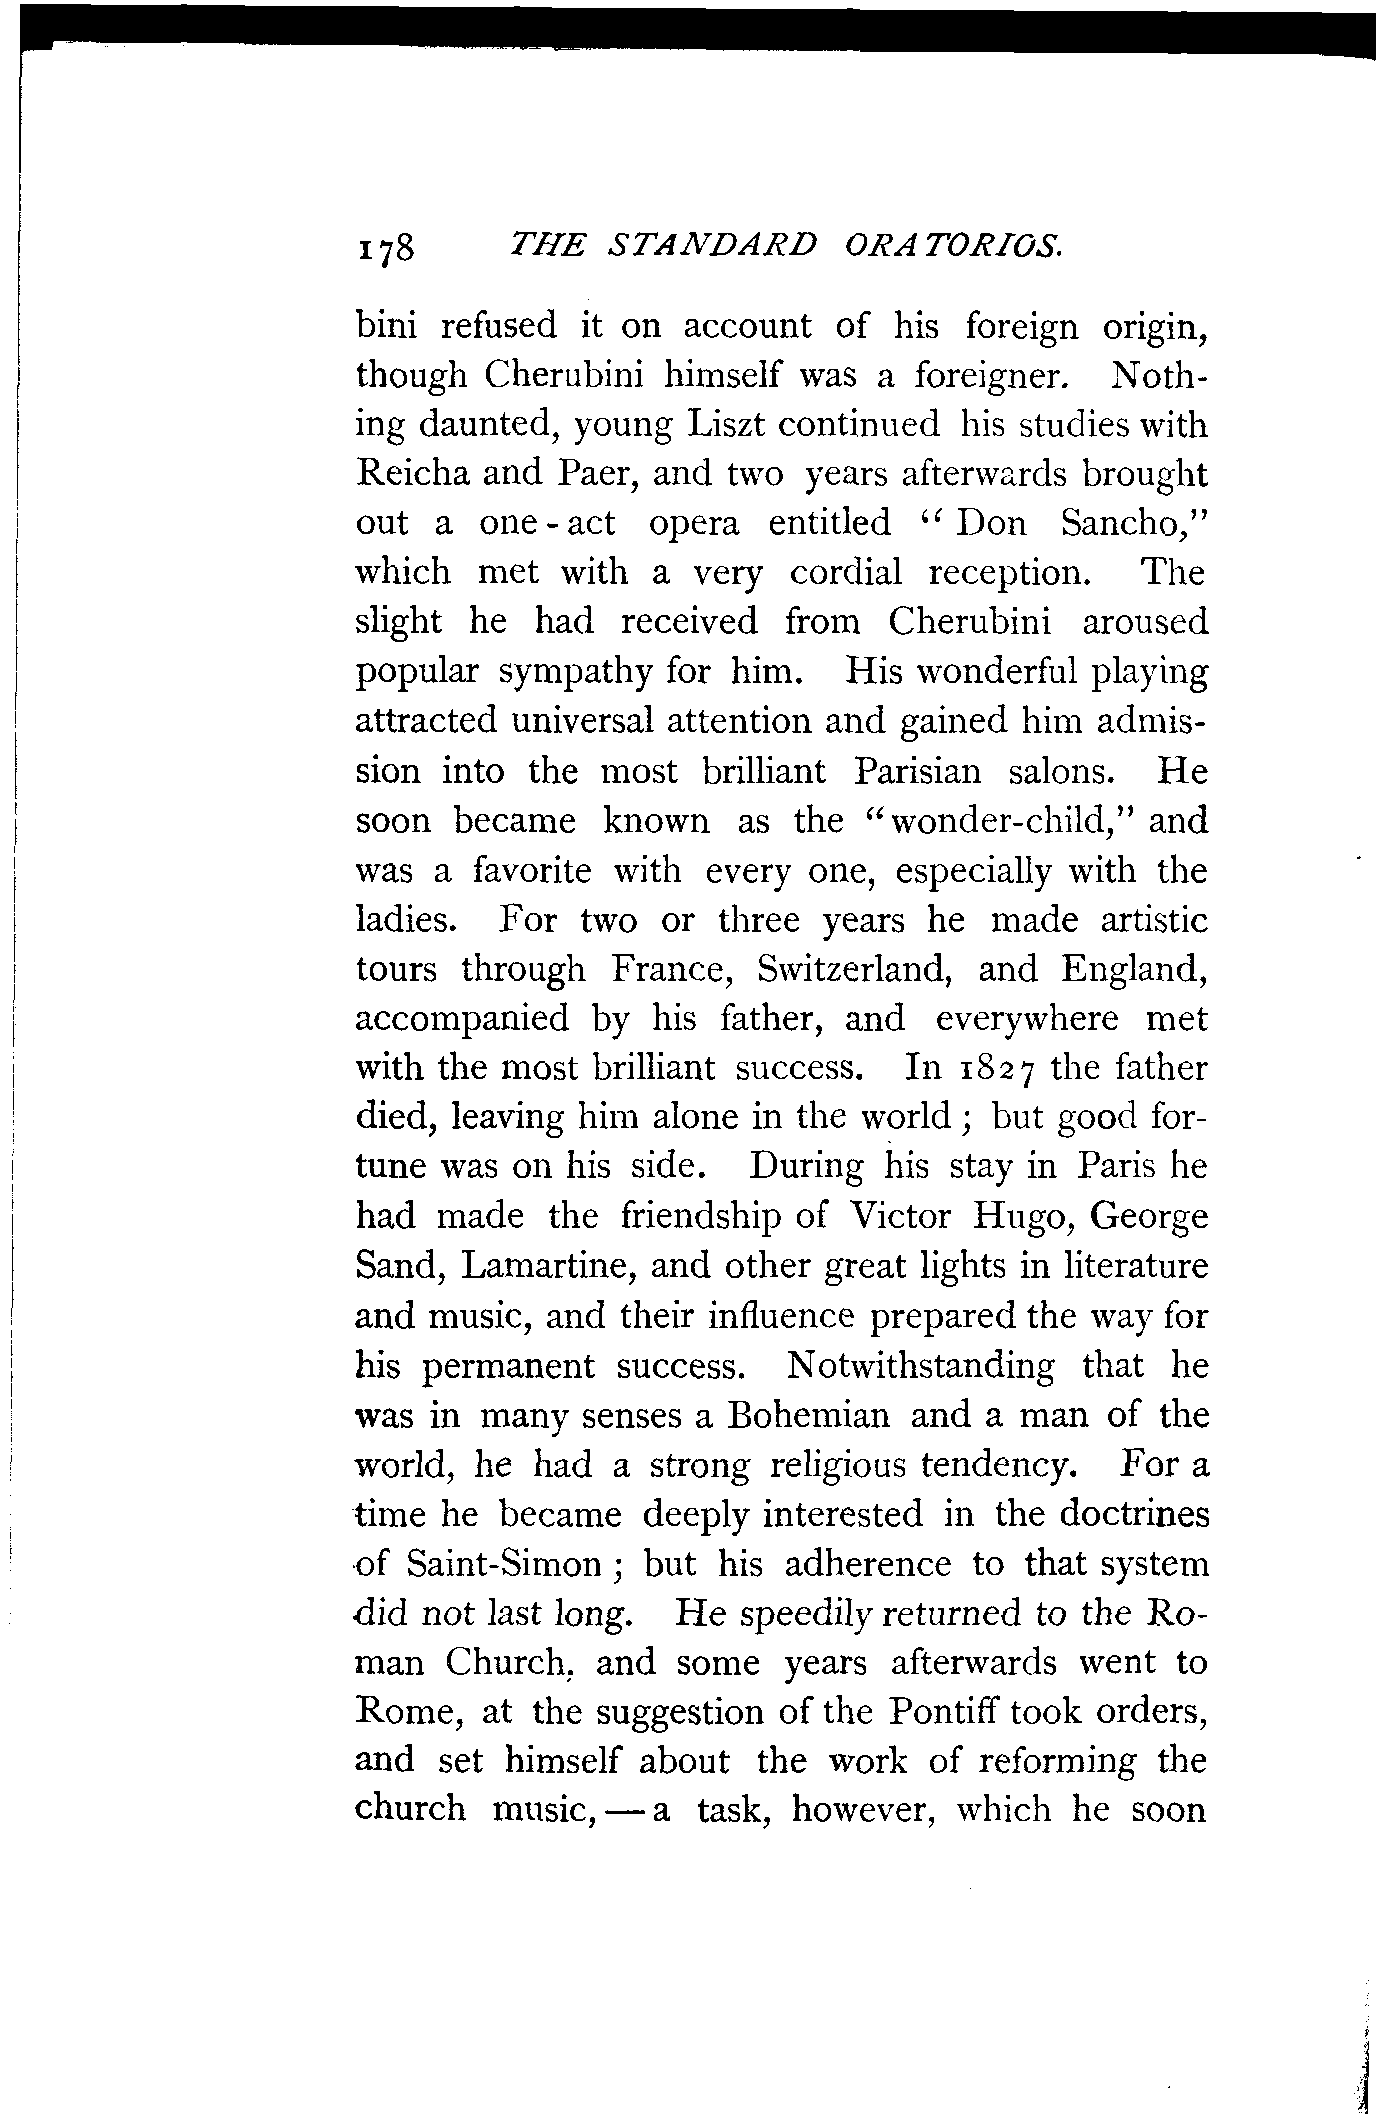 178 THE STANDARD ORATORIOS.
bini refused it on account of his foreign origin,
though Cherubini himself was a foreigner. Noth-
ing daunted, young Liszt continued his studies with
Reicha and Paer, and two years afterwards brought
out a one-act opera entitled “Don Sancho,”
which met with a very cordial reception. The
slight he had received from Cherubini aroused
popular sympathy for him. His wonderful playing
attracted universal attention and gained him admis-
sion into the most brilliant Parisian salons. He
soon became known as the “wonder-child,” and
was a favorite with every one, especially with the
ladies. For two or three years he made artistic
tours through France, Switzerland, and England,
accompanied by his father, and everywhere met
with the most brilliant success. In 1827 the father
died, leaving him alone in the world; but good for-
tune was on his side. During his stay in Paris he
had made the friendship of Victor Hugo, George
Sand, Lamartine, and other great lights in literature
and music, and their influence prepared the way for
his permanent success. Notwithstanding that he
was in many senses a Bohemian and a man of the
world, he had a strong religious tendency. For a
time he became deeply interested in the doctrines
of Saint-Simon; but his adherence to that system
did not last long. He speedily returned to the Ro-
man Church, and some years afterwards went to
Rome, at the suggestion of the Pontiff took orders,
and set himself about the work of reforming the
church music,—a task, however, which he soon